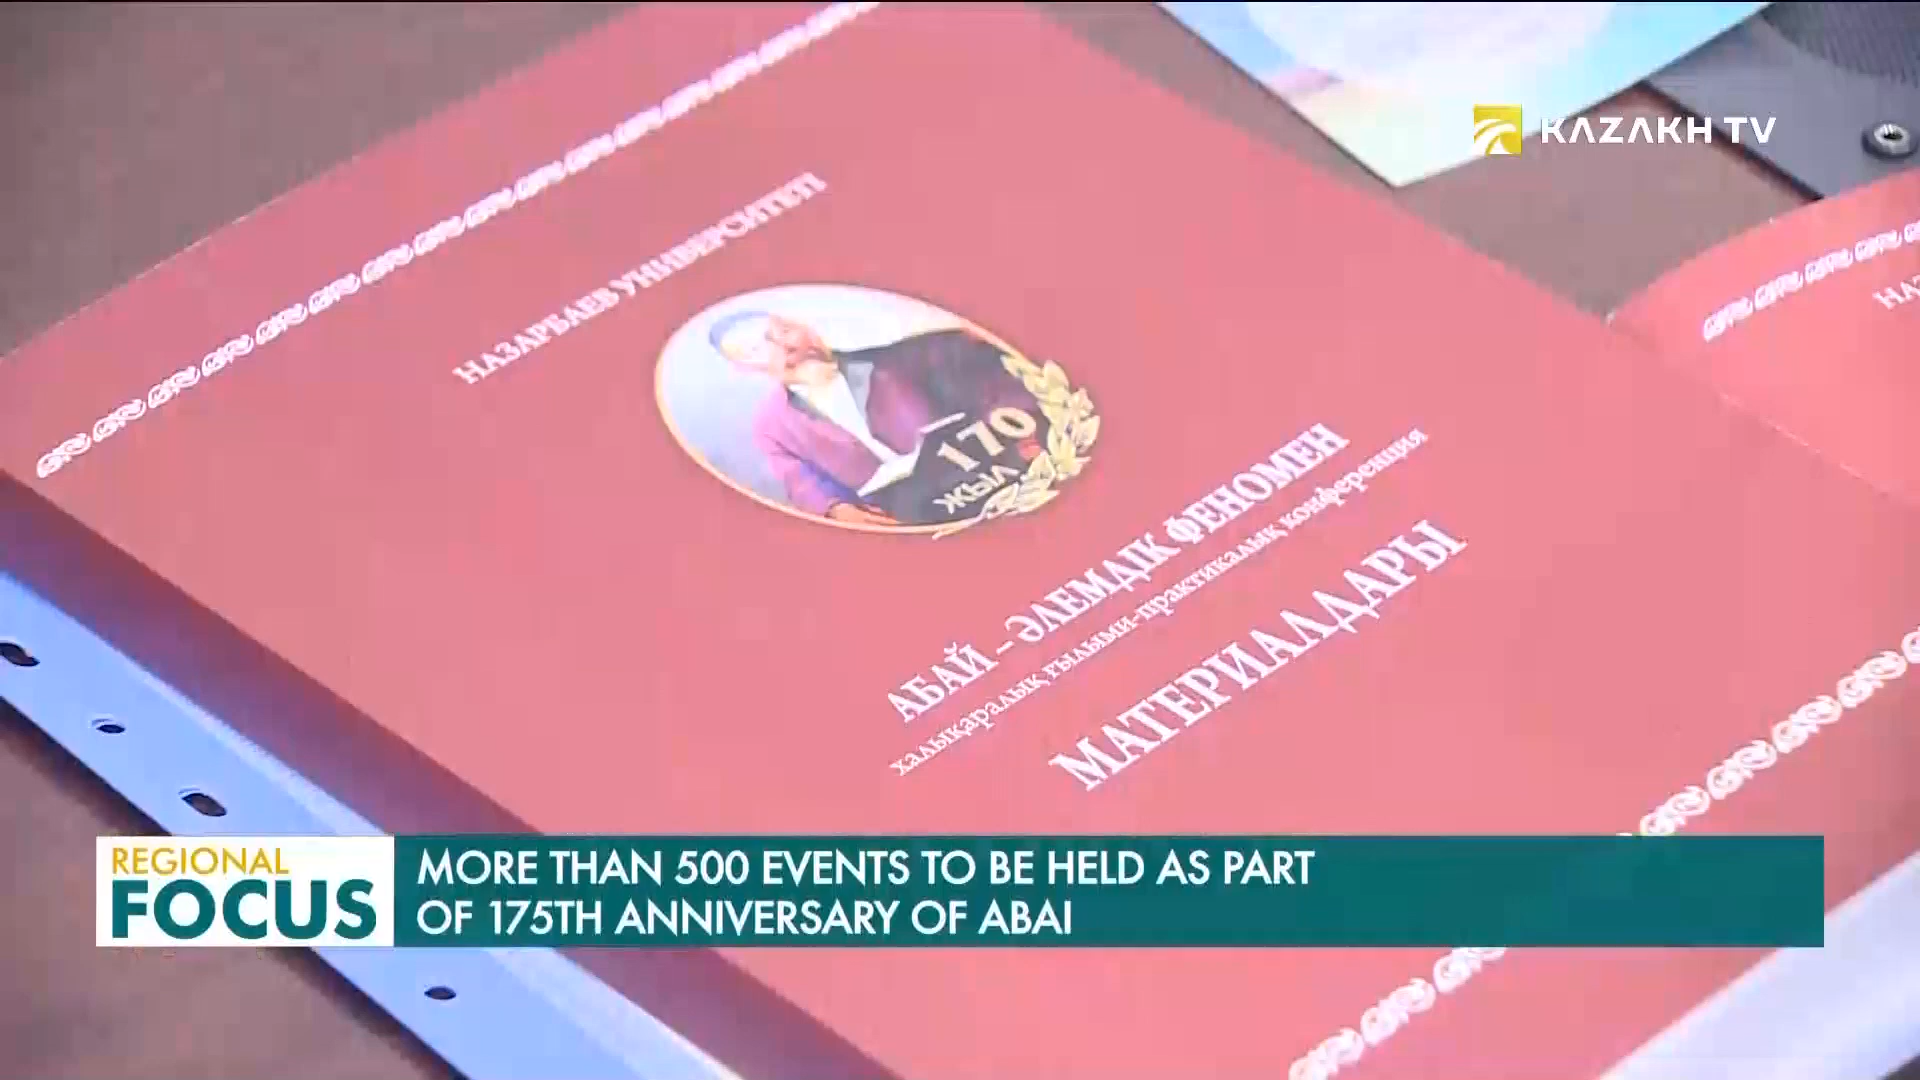 KAZAKH TV
НАЗАРБАЕВ УНИВЕРСИТЕТІ
170
ЖЫЛ
АБАЙ – ӘЛЕМДІК ФЕНОМЕН
халықаралық ғылыми-практикалық конференция
МАТЕРИАЛДАРЫ
REGIONAL
FOCUS
MORE THAN 500 EVENTS TO BE HELD AS PART
OF 175TH ANNIVERSARY OF ABAI